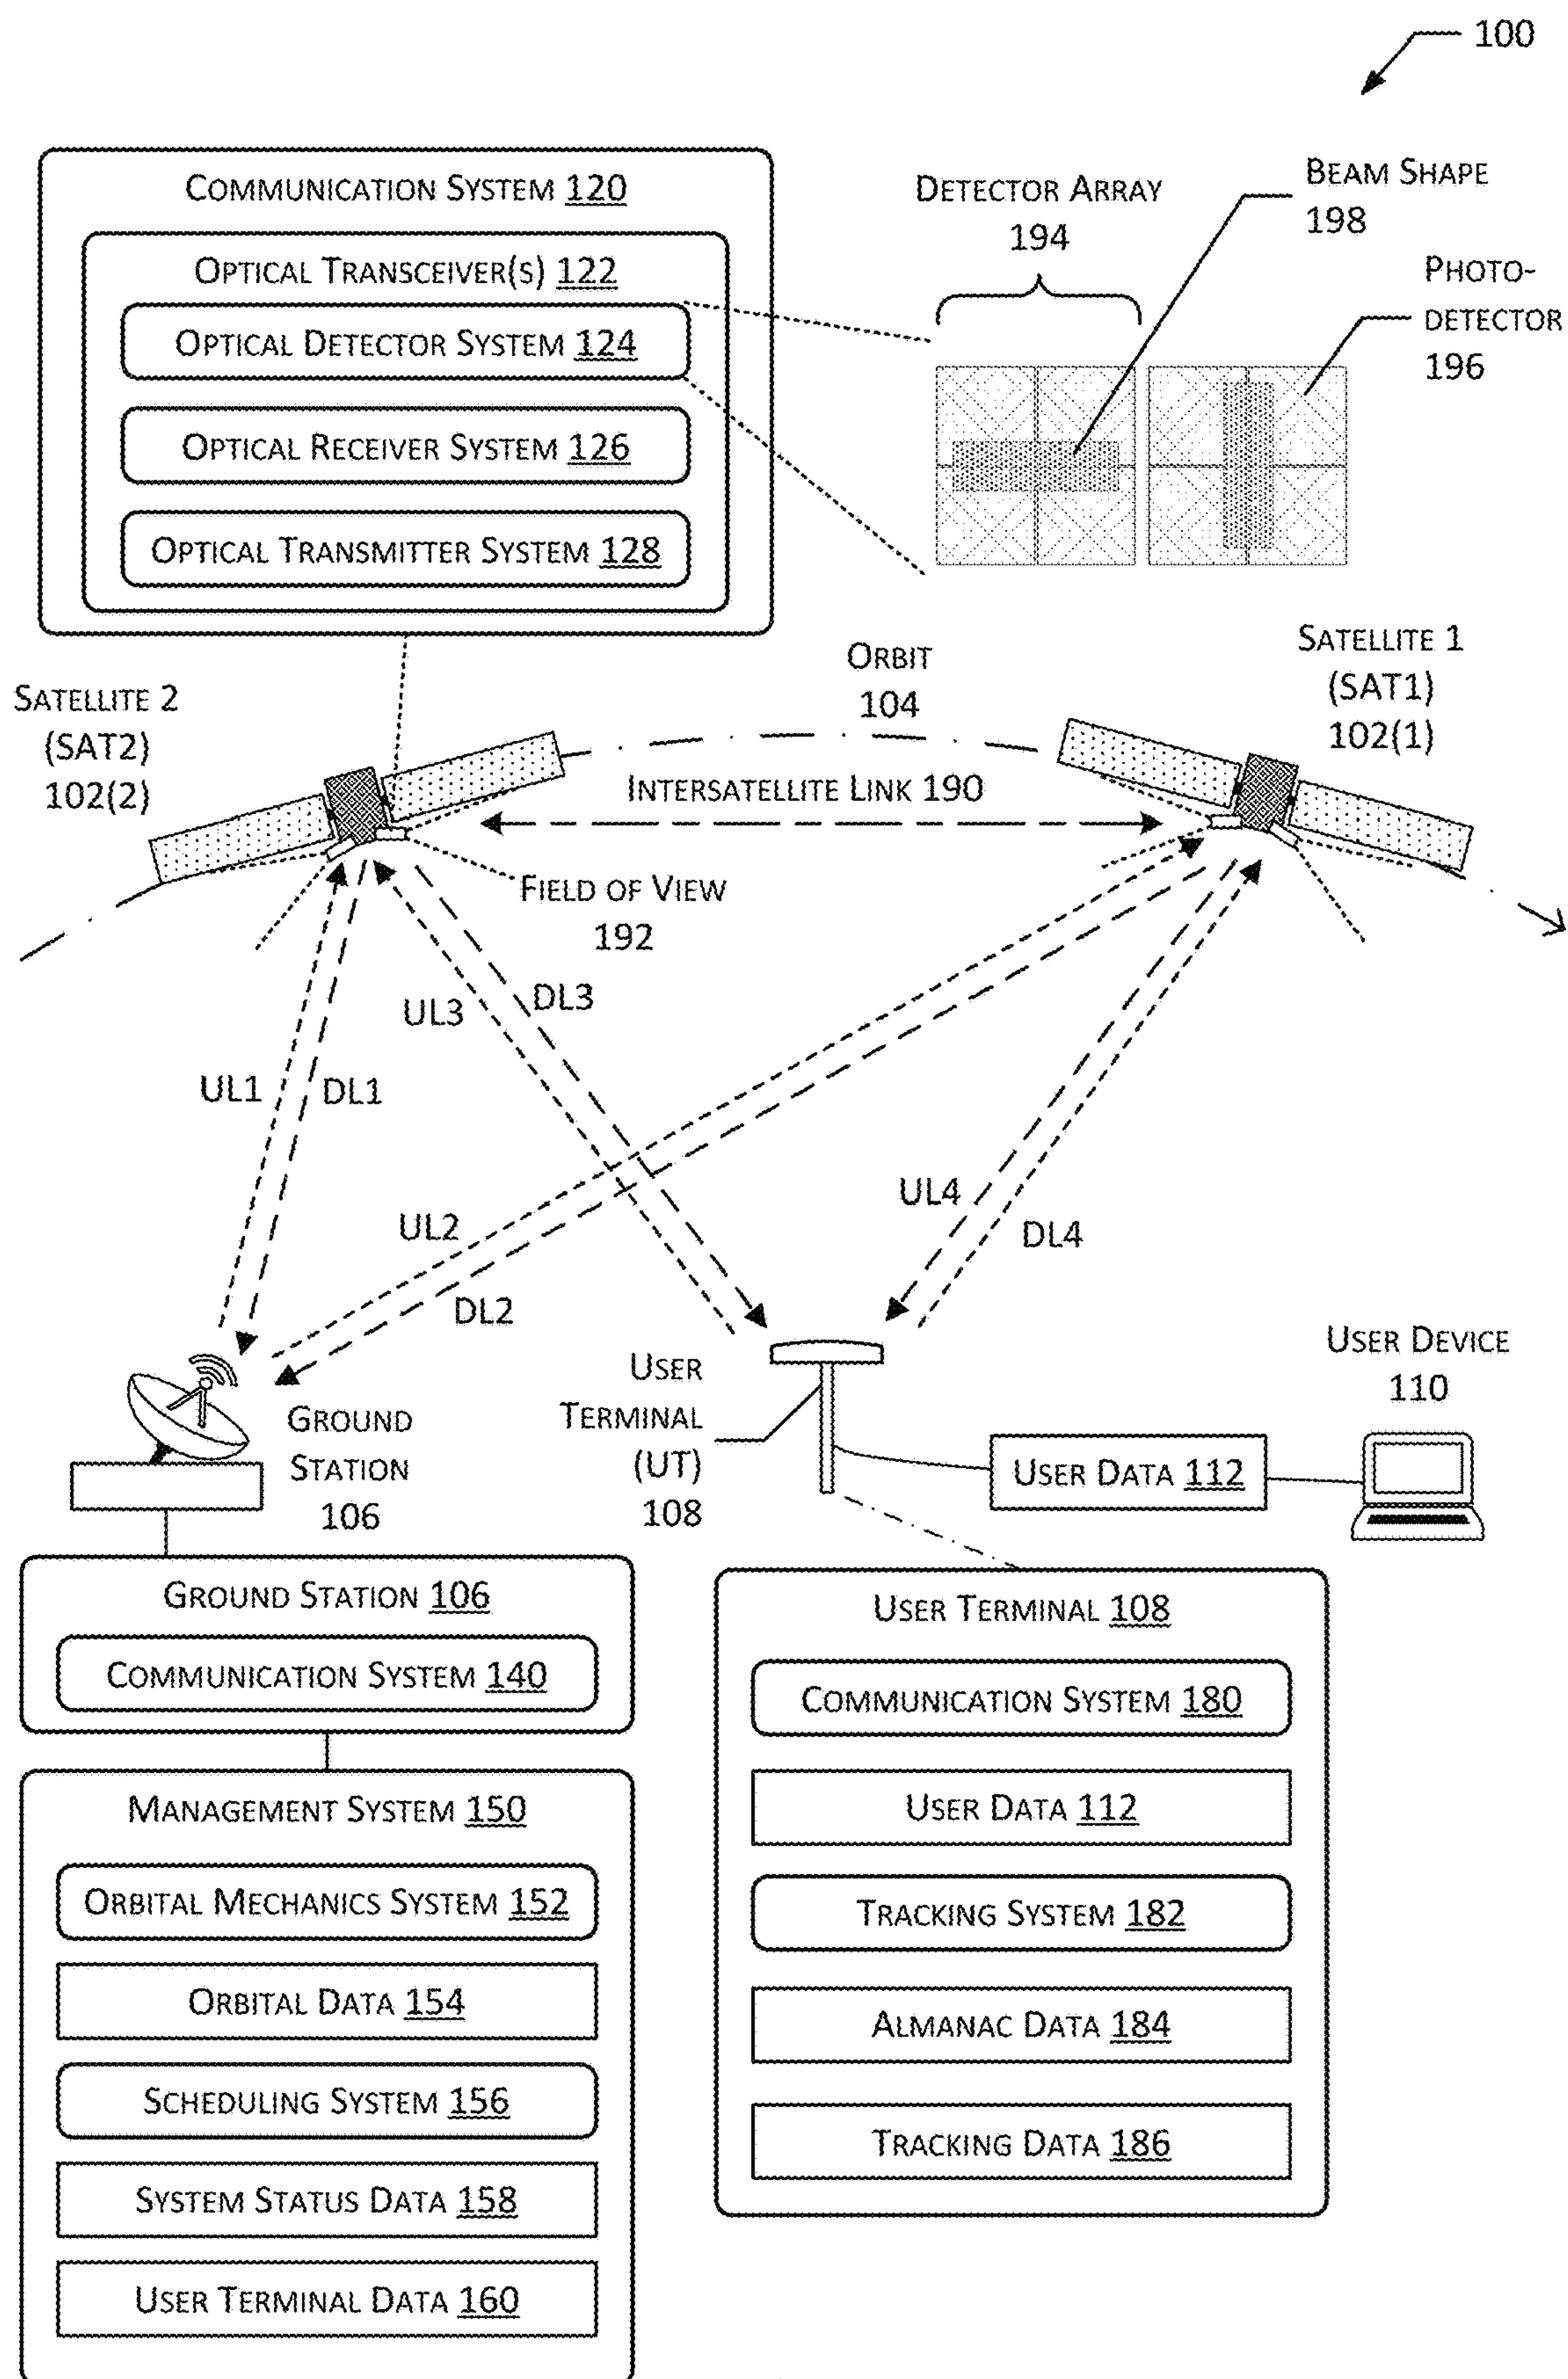 100
COMMUNICATION SYSTEM 120
OPTICAL TRANSCEIVER(S) 122
OPTICAL DETECTOR SYSTEM 124
OPTICAL RECEIVER SYSTEM 126
OPTICAL TRANSMITTER SYSTEM 128
DETECTOR ARRAY
194
BEAM SHAPE
198
PHOTO-
DETECTOR
196
SATELLITE 2
(SAT2)
102(2)
ORBIT
104
SATELLITE 1
(SAT1)
102(1)
INTERSATELLITE LINK 190
FIELD OF VIEW
192
UL1
DL1
UL3
DL3
UL2
DL2
UL4
DL4
GROUND
STATION
106
USER
TERMINAL
(UT)
108
USER DATA 112
USER DEVICE
110
GROUND STATION 106
COMMUNICATION SYSTEM 140
MANAGEMENT SYSTEM 150
ORBITAL MECHANICS SYSTEM 152
ORBITAL DATA 154
SCHEDULING SYSTEM 156
SYSTEM STATUS DATA 158
USER TERMINAL DATA 160
USER TERMINAL 108
COMMUNICATION SYSTEM 180
USER DATA 112
TRACKING SYSTEM 182
ALMANAC DATA 184
TRACKING DATA 186